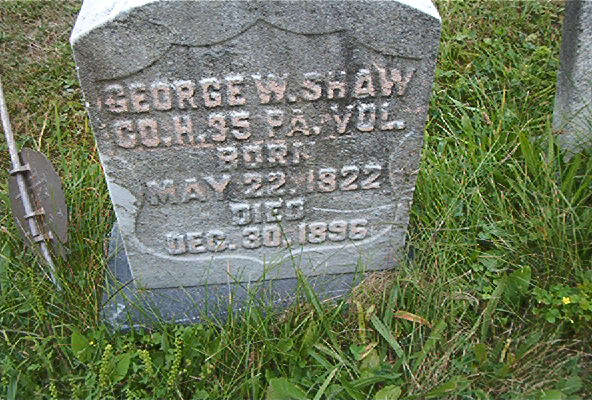 GEORGE W. SHAW
CO. H. 95 PA. VOL.
BORN
MAY 22. 1822
DIED
DEC. 30. 1896